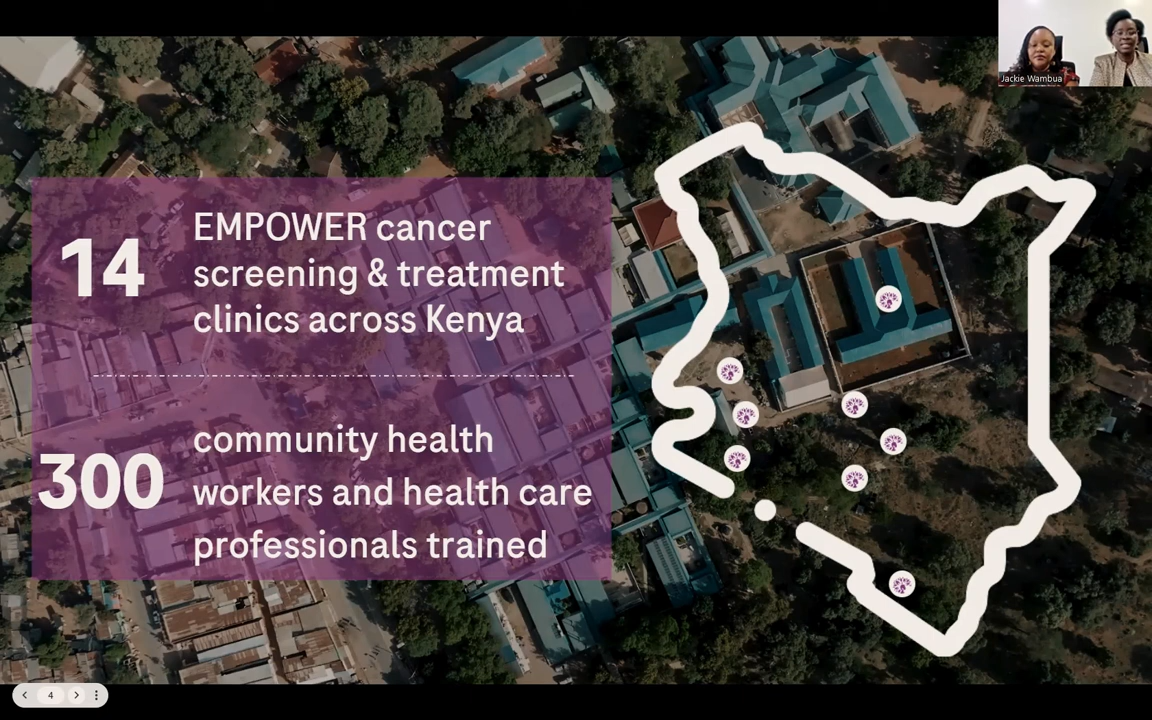 Jackie Wambua
14
EMPOWER cancer
screening & treatment
clinics across Kenya
300
community health
workers and health care
professionals trained
4